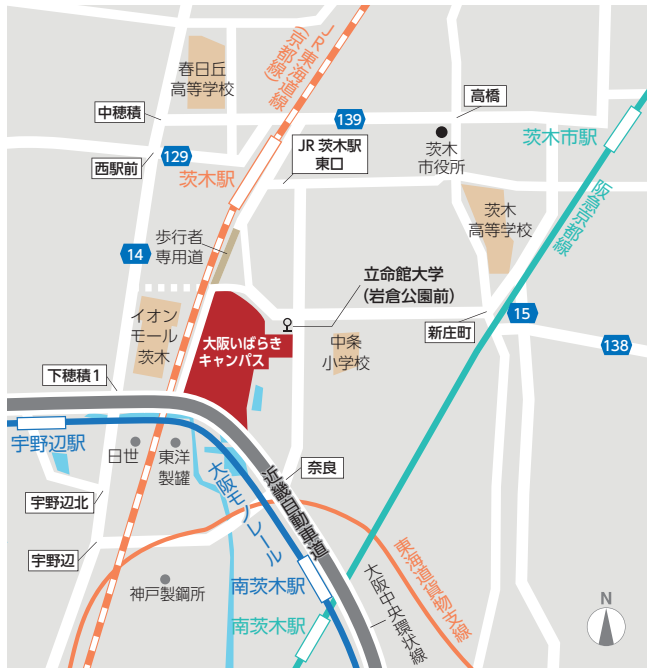 春日丘
高等学校
JR東海道線
(京都線)
中穂積
139
高橋
茨木市駅
茨木
市役所
JR 茨木駅
東口
西駅前
129
茨木駅
阪急京都線
茨木
高等学校
歩行者
専用道
14
立命館大学
(岩倉公園前)
イオン
モール
茨木
大阪いばらき
キャンパス
中条
小学校
新庄町
15
138
下穂積1
宇野辺駅
日世
東洋
製罐
大阪モノレール
近畿自動車道
奈良
宇野辺北
宇野辺
神戸製鋼所
南茨木駅
南茨木駅
大阪中央環状線
東海道貨物支線
N